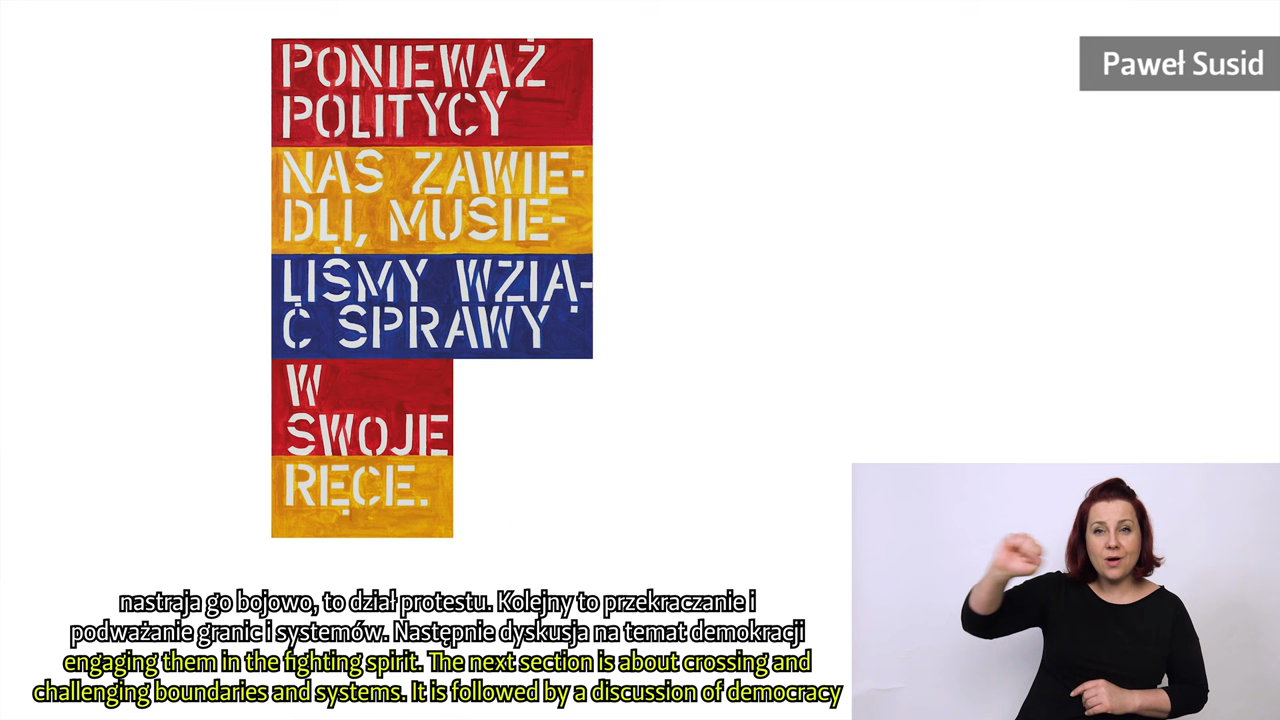 PONIEWAŻ
POLITYCY
NAS ZAWIE-
DLI, MUSIE-
LIŚMY WZIĄ-
Ć SPRAWY
W
SWOJE
RĘCE.
Paweł Susid
nastraja go bojowo, to dział protestu. Kolejny to przekraczanie i
podważanie granic i systemów. Następnie dyskusja na temat demokracji
engaging them in the fighting spirit. The next section is about crossing and
challenging boundaries and systems. It is followed by a discussion of democracy